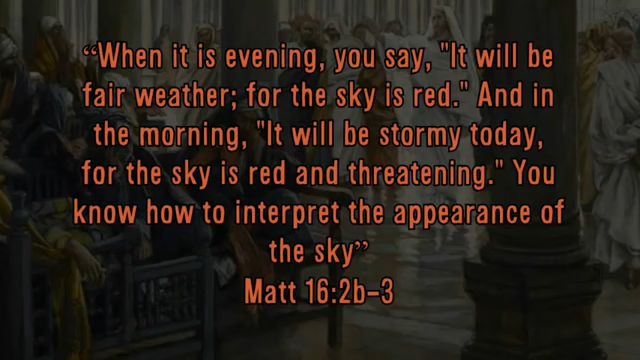 “When it is evening, you say, "It will be
fair weather; for the sky is red." And in
the morning, "It will be stormy today,
for the sky is red and threatening." You
know how to interpret the appearance of
the sky”
Matt 16:2b–3